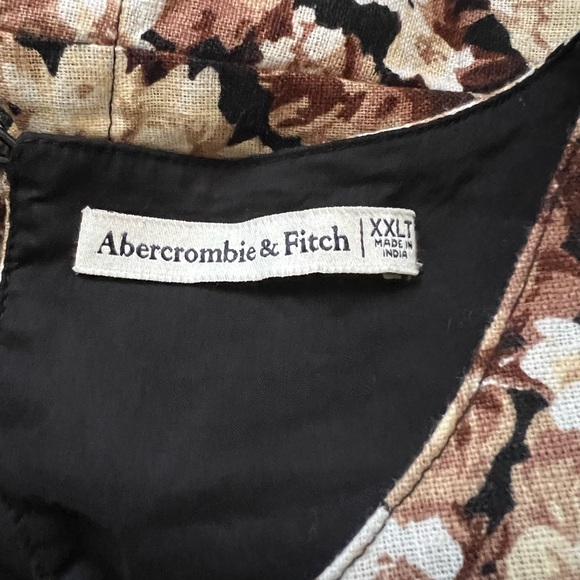 Abercrombie & Fitch
XXLT
MADE IN
INDIA